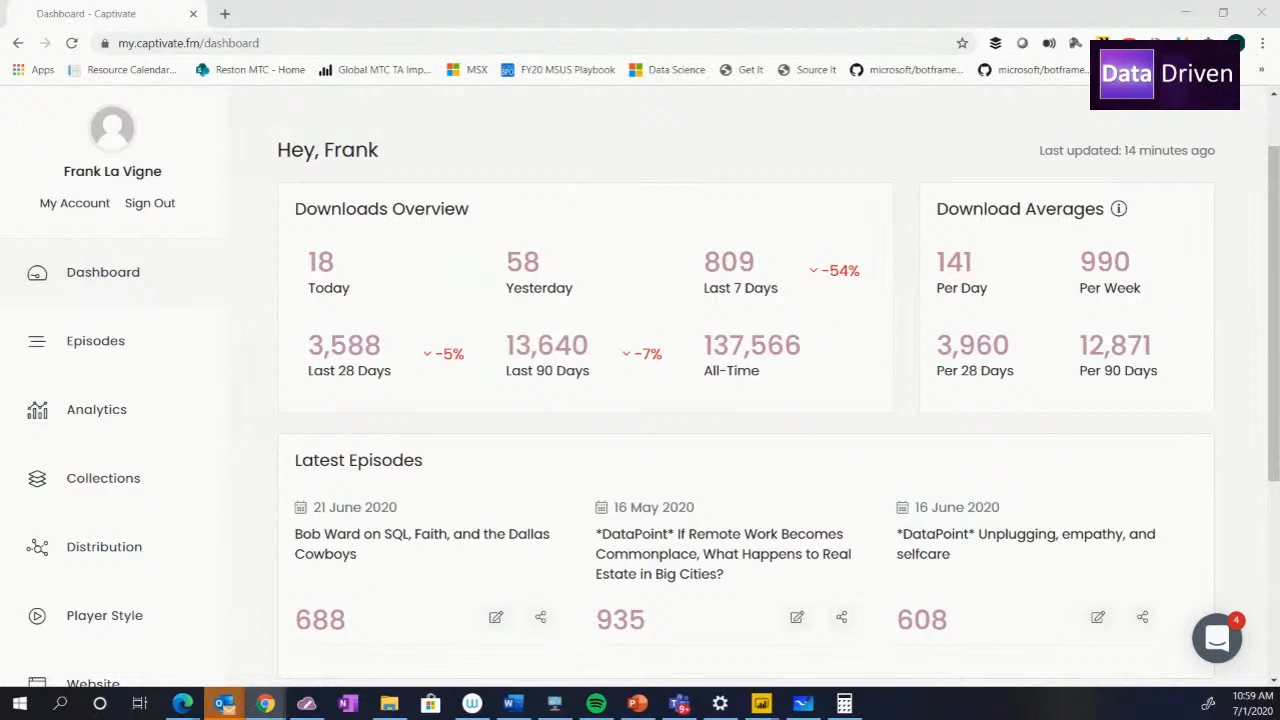 Dashboard - Captivate
my.captivate.fm/dashboard
Apps
Resource Calendar...
Reston MTC - Home
Global MFG, TA Imp...
MSX
FY20 MSUS Playbook
Data Science
Get It
Source It
microsoft/botframe...
microsoft/botframe...
Data Driven
Frank La Vigne
My Account Sign Out
Dashboard
Episodes
Analytics
Collections
Distribution
Player Style
Website
Hey, Frank
Last updated: 14 minutes ago
Downloads Overview
18
Today
58
Yesterday
809
Last 7 Days
-54%
3,588
Last 28 Days
-5%
13,640
Last 90 Days
-7%
137,566
All-Time
Download Averages
141
Per Day
990
Per Week
3,960
Per 28 Days
12,871
Per 90 Days
Latest Episodes
21 June 2020
Bob Ward on SQL, Faith, and the Dallas
Cowboys
688
16 May 2020
*DataPoint* If Remote Work Becomes
Commonplace, What Happens to Real
Estate in Big Cities?
935
16 June 2020
*DataPoint* Unplugging, empathy, and
selfcare
608
4
10:59 AM
7/1/2020